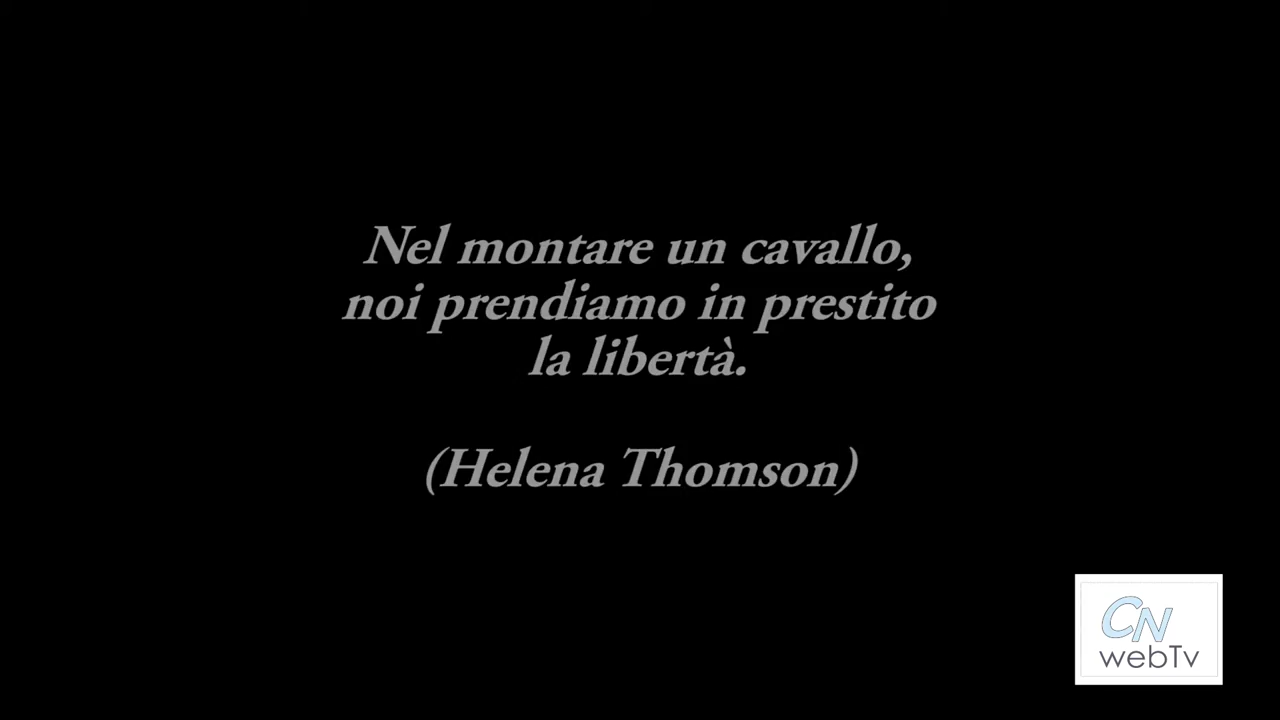 Nel montare un cavallo,
noi prendiamo in prestito
la libertà.
(Helena Thomson)
CN
webTv